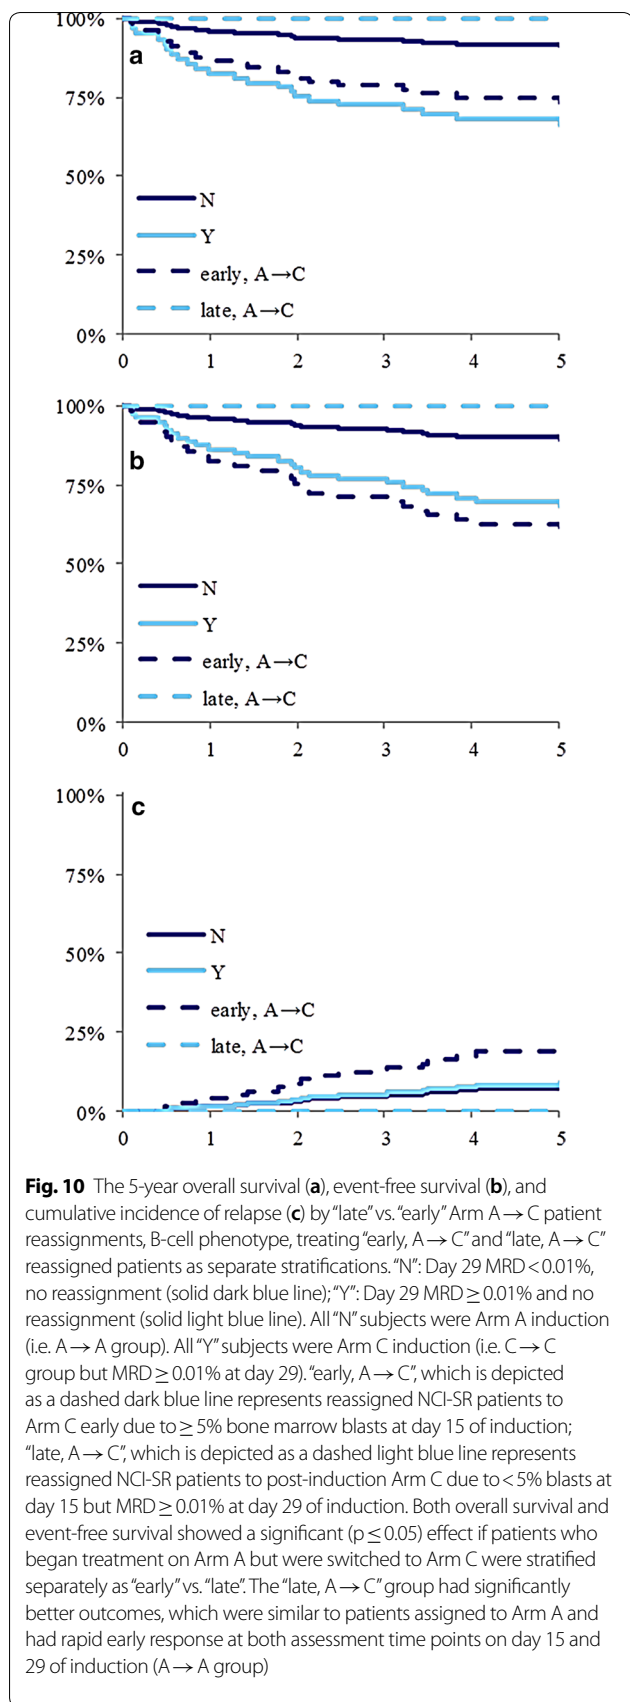 100%
a
75%
50%
N
Y
25%
early, A→C
late, A→C
0%
0 1 2 3 4 5
100%
b
75%
50%
N
Y
25%
early, A→C
late, A→C
0%
0 1 2 3 4 5
100%
c
75%
N
50%
Y
early, A→C
25%
late, A→C
0%
0 1 2 3 4 5
Fig. 10 The 5-year overall survival (a), event-free survival (b), and
cumulative incidence of relapse (c) by “late” vs. “early” Arm A → C patient
reassignments, B-cell phenotype, treating “early, A → C” and “late, A → C”
reassigned patients as separate stratifications. “N”: Day 29 MRD < 0.01%,
no reassignment (solid dark blue line); “Y”: Day 29 MRD ≥ 0.01% and no
reassignment (solid light blue line). All “N” subjects were Arm A induction
(i.e. A → A group). All “Y” subjects were Arm C induction (i.e. C → C
group but MRD ≥ 0.01% at day 29). “early, A → C”, which is depicted
as a dashed dark blue line represents reassigned NCI-SR patients to
Arm C early due to ≥ 5% bone marrow blasts at day 15 of induction;
“late, A → C”, which is depicted as a dashed light blue line represents
reassigned NCI-SR patients to post-induction Arm C due to < 5% blasts at
day 15 but MRD ≥ 0.01% at day 29 of induction. Both overall survival and
event-free survival showed a significant (p ≤ 0.05) effect if patients who
began treatment on Arm A but were switched to Arm C were stratified
separately as “early” vs. “late”. The “late, A → C” group had significantly
better outcomes, which were similar to patients assigned to Arm A and
had rapid early response at both assessment time points on day 15 and
29 of induction (A → A group)